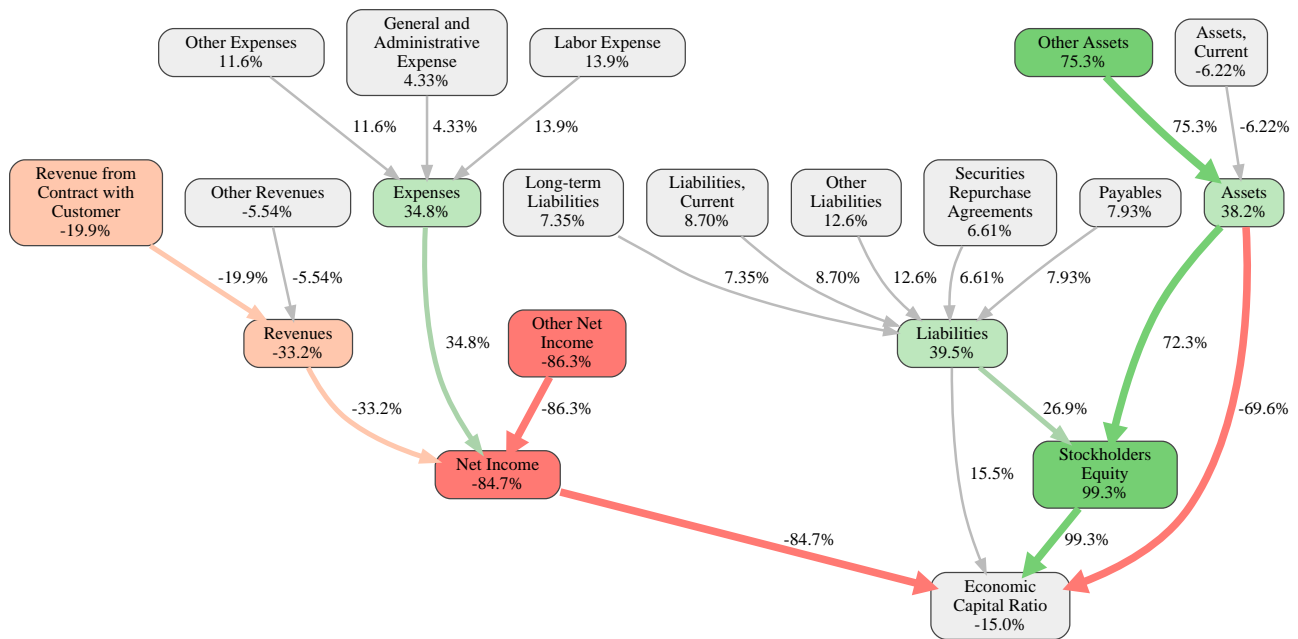 Other Expenses
11.6%
General and
Administrative
Expense
4.33%
Labor Expense
13.9%
Other Assets
75.3%
Assets,
Current
-6.22%
11.6%
4.33%
13.9%
75.3%
-6.22%
Revenue from
Contract with
Customer
-19.9%
Other Revenues
-5.54%
Expenses
34.8%
Long-term
Liabilities
7.35%
Liabilities,
Current
8.70%
Other
Liabilities
12.6%
Securities
Repurchase
Agreements
6.61%
Payables
7.93%
Assets
38.2%
-19.9%
-5.54%
7.35%
8.70%
12.6%
6.61%
7.93%
Revenues
-33.2%
34.8%
Other Net
Income
-86.3%
Liabilities
39.5%
72.3%
-33.2%
-86.3%
26.9%
-69.6%
Net Income
-84.7%
15.5%
Stockholders
Equity
99.3%
-84.7%
99.3%
Economic
Capital Ratio
-15.0%